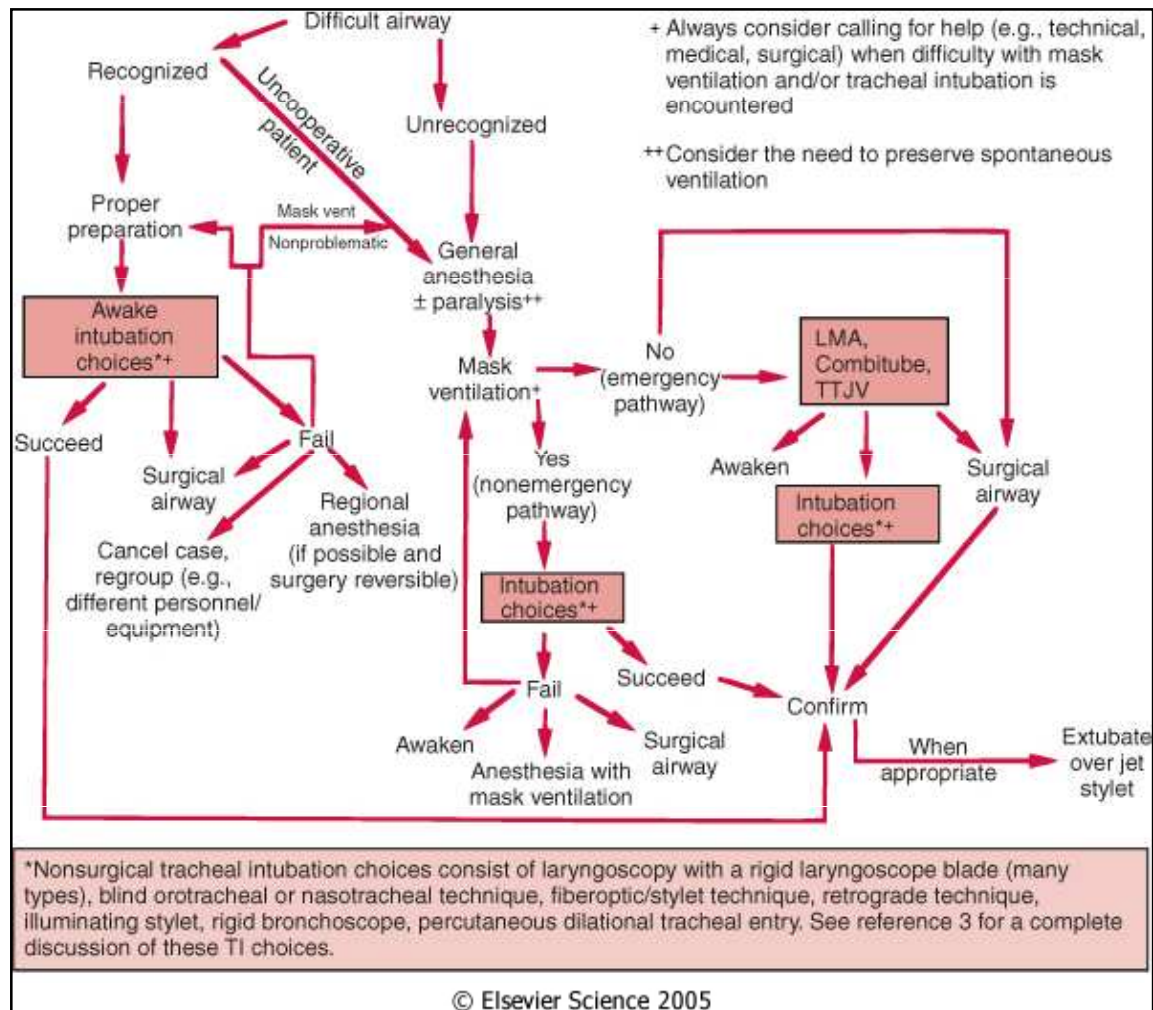 Difficult airway
+ Always consider calling for help (e.g., technical,
medical, surgical) when difficulty with mask
ventilation and/or tracheal intubation is
encountered
++Consider the need to preserve spontaneous
ventilation
Recognized
Uncooperative
patient
Unrecognized
Proper
preparation
Mask vent
Nonproblematic
General
anesthesia
± paralysis++
Awake
intubation
choices*+
Mask
ventilation+
No
(emergency
pathway)
LMA,
Combitube,
TTJV
Succeed
Surgical
airway
Fail
Cancel case,
regroup (e.g.,
different personnel/
equipment)
Regional
anesthesia
(if possible and
surgery reversible)
Yes
(nonemergency
pathway)
Awaken
Intubation
choices*+
Surgical
airway
Intubation
choices*+
Fail
Succeed
Awaken
Anesthesia with
mask ventilation
Surgical
airway
Confirm
When
appropriate
Extubate
over jet
stylet
*Nonsurgical tracheal intubation choices consist of laryngoscopy with a rigid laryngoscope blade (many
types), blind orotracheal or nasotracheal technique, fiberoptic/stylet technique, retrograde technique,
illuminating stylet, rigid bronchoscope, percutaneous dilational tracheal entry. See reference 3 for a complete
discussion of these TI choices.
© Elsevier Science 2005